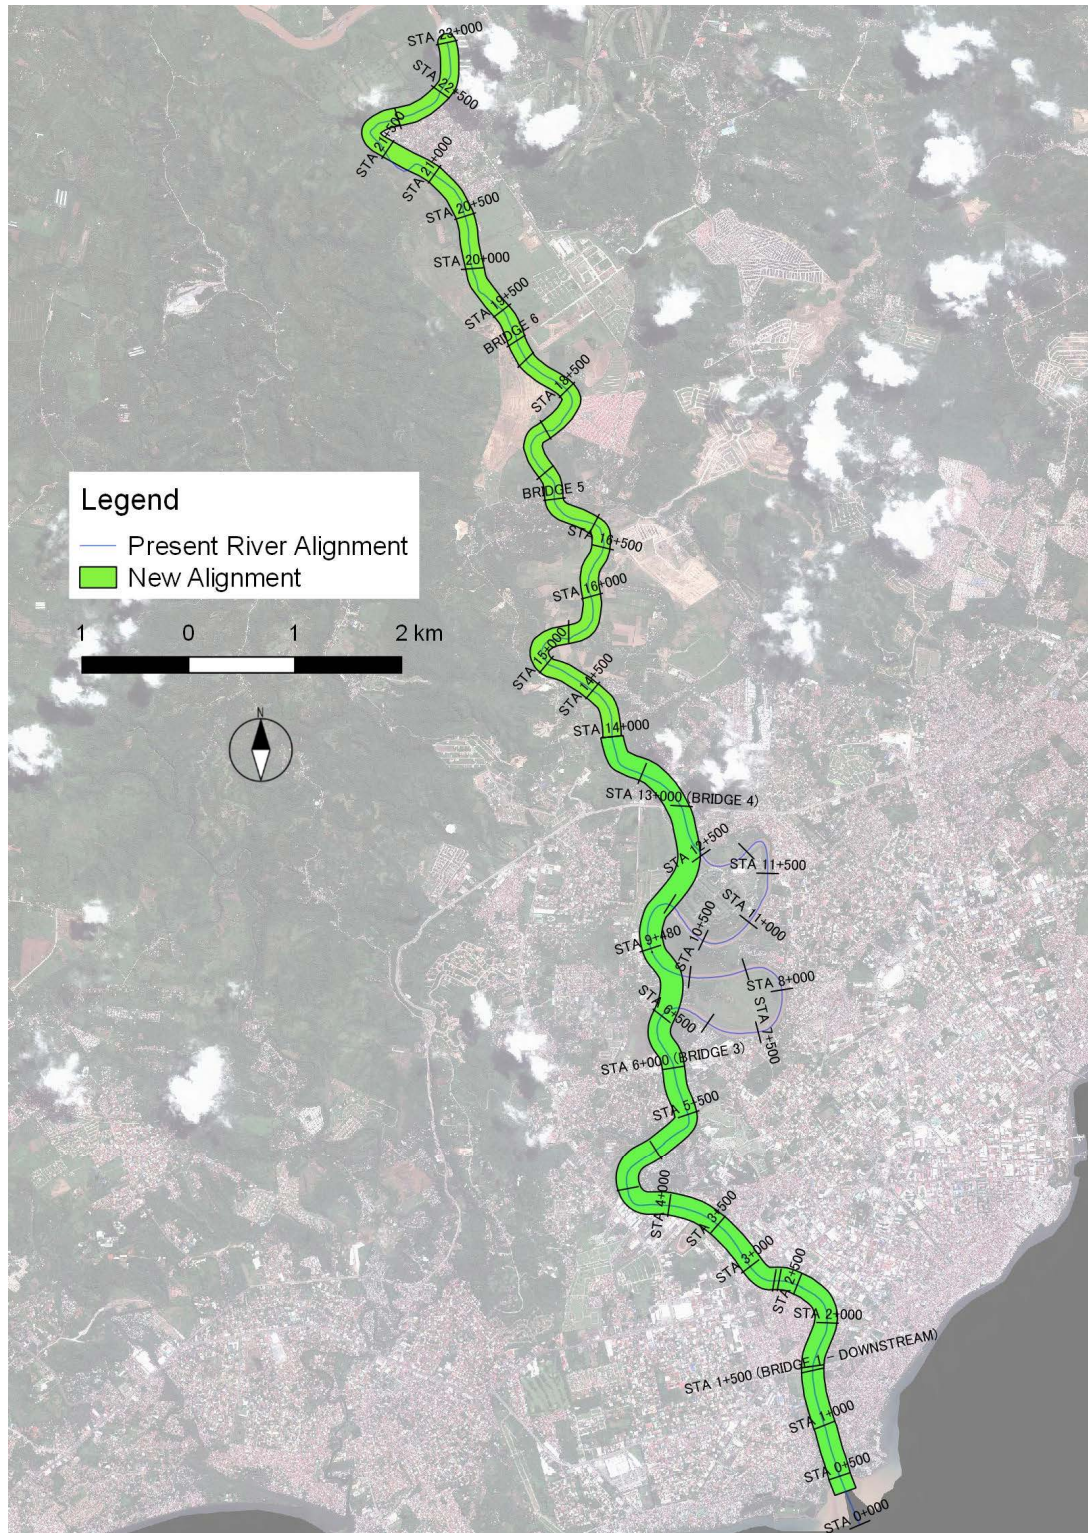 STA 23+000
STA 22+500
STA 21+500
STA 21+000
STA 20+500
STA 20+000
STA 19+500
BRIDGE 6
STA 18+500
Legend
BRIDGE 5
Present River Alignment
STA 16+500
New Alignment
STA 16+000
1 0 1 2 km
STA 15+000
STA 14+500
N
STA 14+000
STA 13+000 (BRIDGE 4)
STA 12+500
STA 11+500
STA 11+000
STA 10+500
STA 9+480
STA 8+000
STA 6+500
STA 7+500
STA 6+000 (BRIDGE 3)
STA 5+500
STA 4+000
STA 3+500
STA 3+000
STA 2+500
STA 2+000
STA 1+500 (BRIDGE 1 - DOWNSTREAM)
STA 1+000
STA 0+500
STA 0+000